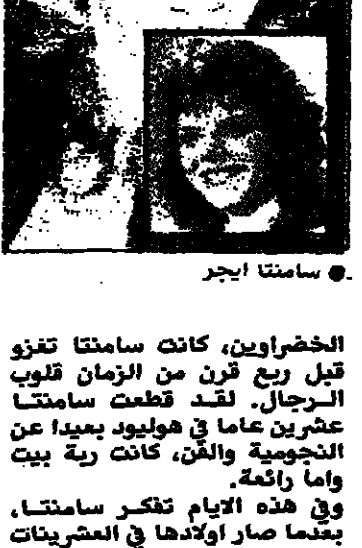 سامنتا ايجر
الخضراوين، كانت سامنتا تغزو
قبل ربع قرن من الزمان قلوب
الرجال. لقد قطعت سامنتا
عشرين عاما في هوليود بعيدا عن
النجومية والفن، كانت ربة بيت
واما رائعة.
وفي هذه الايام تفكر سامنتا،
بعدما صار اولادها في العشرينات